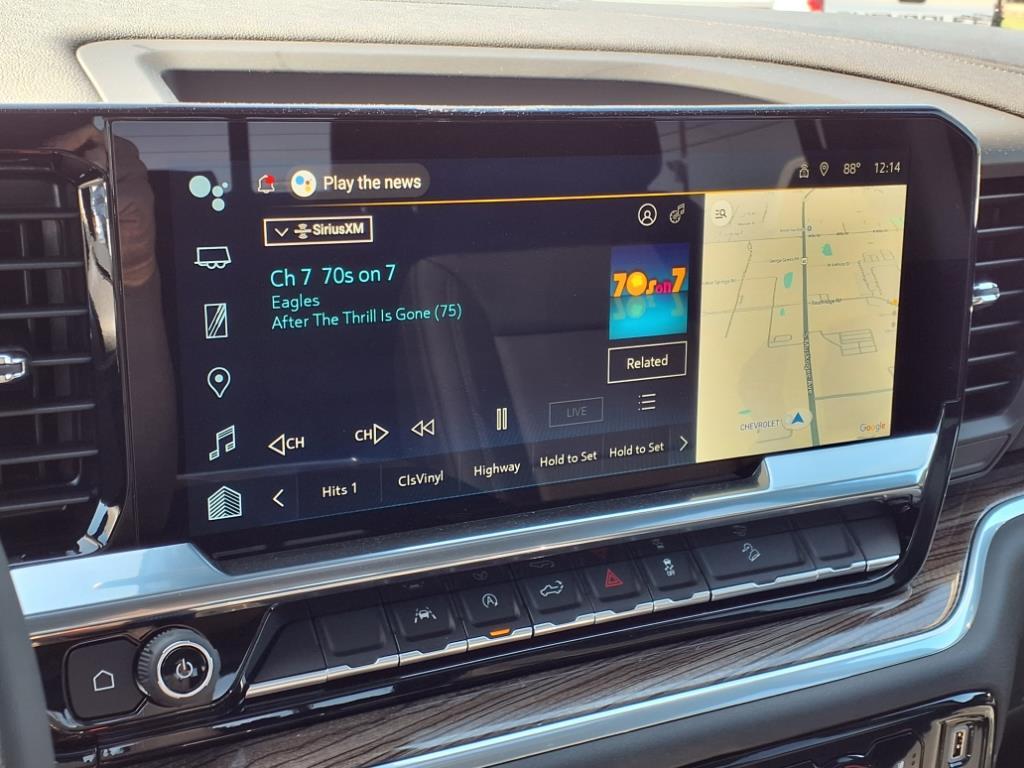 Play the news
88° 12:14
SiriusXM
Ch 7 70s on 7
Eagles
After The Thrill Is Gone (75)
70s on 7
Related
LIVE
CH CH
Hits 1 ClsVinyl Highway Hold to Set Hold to Set
CHEVROLET
Google